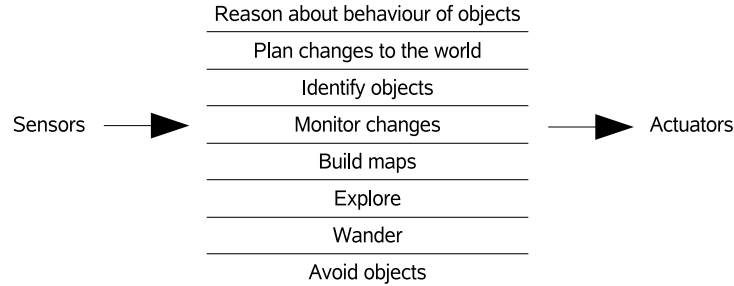 Reason about behaviour of objects
Plan changes to the world
Identify objects
Sensors
Monitor changes
Actuators
Build maps
Explore
Wander
Avoid objects